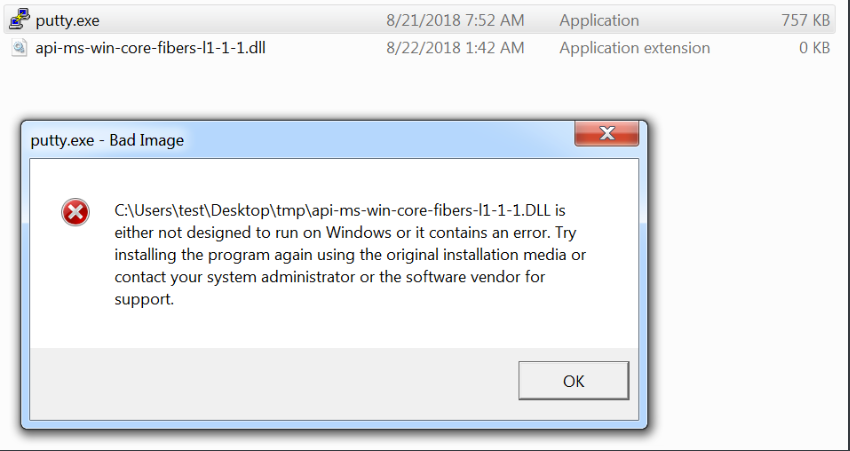 putty.exe 8/21/2018 7:52 AM Application 757 KB
api-ms-win-core-fibers-l1-1-1.dll 8/22/2018 1:42 AM Application extension 0 KB
putty.exe - Bad Image
C:\Users\test\Desktop\tmp\api-ms-win-core-fibers-l1-1-1.DLL is
either not designed to run on Windows or it contains an error. Try
installing the program again using the original installation media or
contact your system administrator or the software vendor for
support.
OK